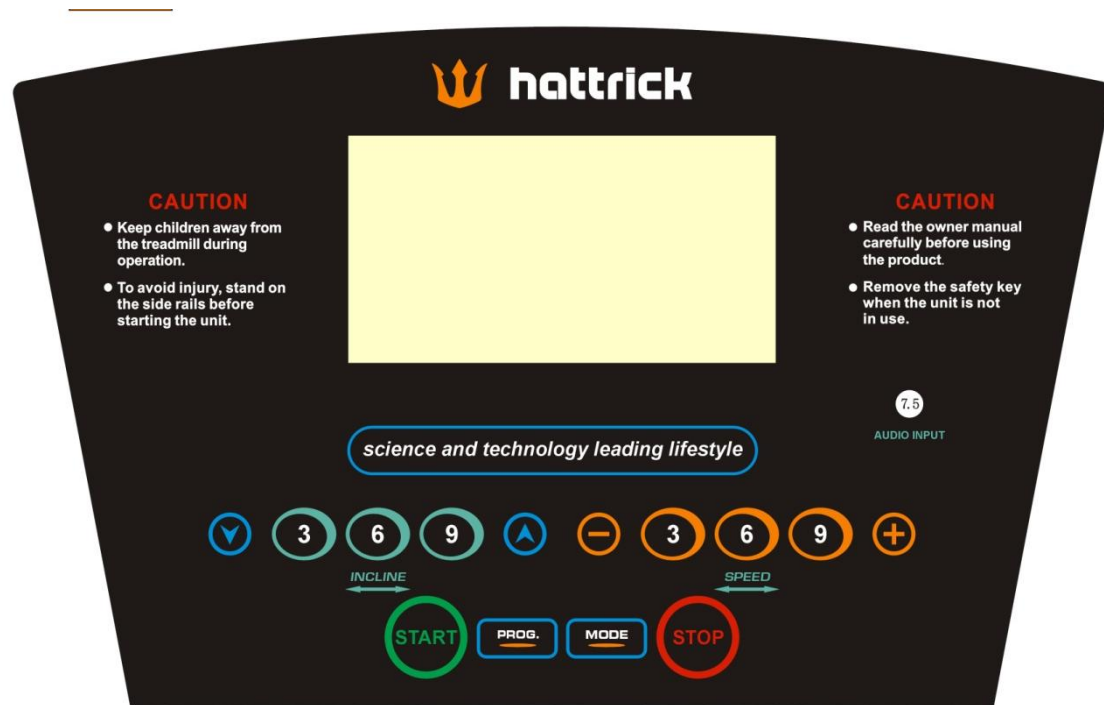 hattrick
CAUTION
● Keep children away from
the treadmill during
operation.
● To avoid injury, stand on
the side rails before
starting the unit.
CAUTION
● Read the owner manual
carefully before using
the product.
● Remove the safety key
when the unit is not
in use.
7.5
AUDIO INPUT
science and technology leading lifestyle
3 6 9
3 6 9
INCLINE
SPEED
START
PROG.
MODE
STOP